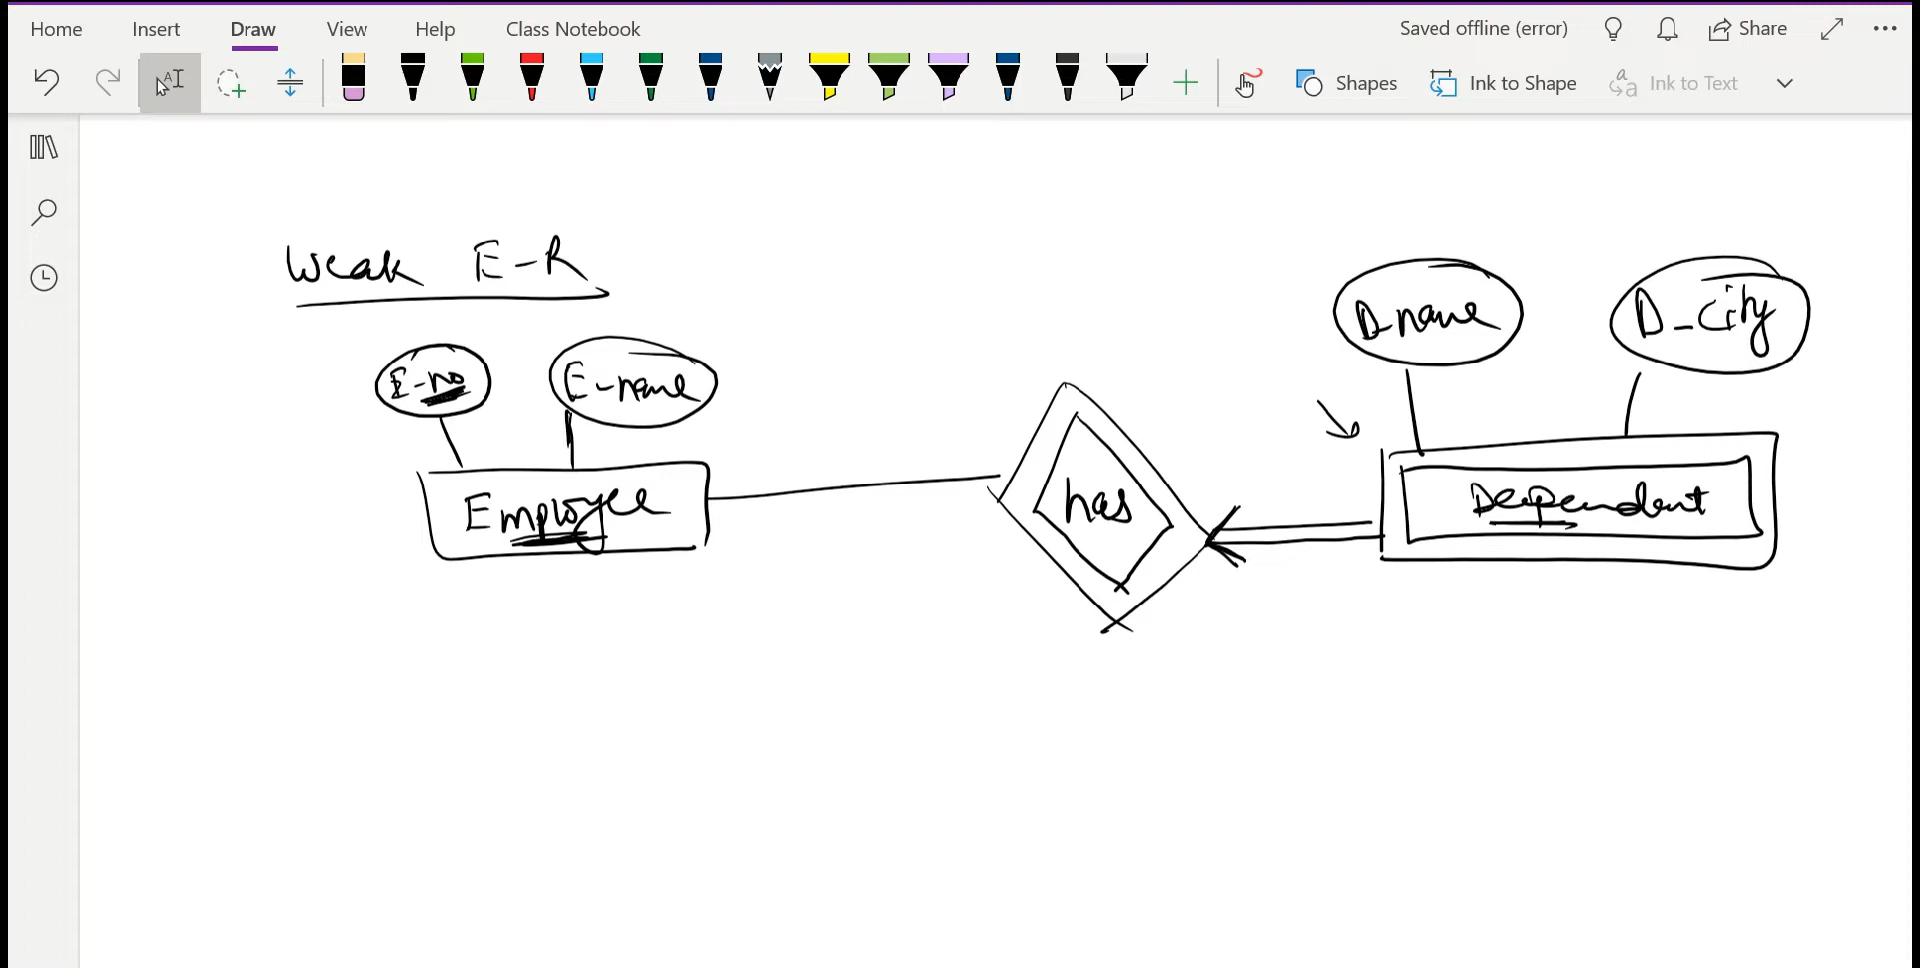 Home Insert Draw View Help Class Notebook Saved offline (error) Share
Shapes Ink to Shape Ink to Text
Weak E-R
E-no E-name D-name D_city
Employee has Dependent